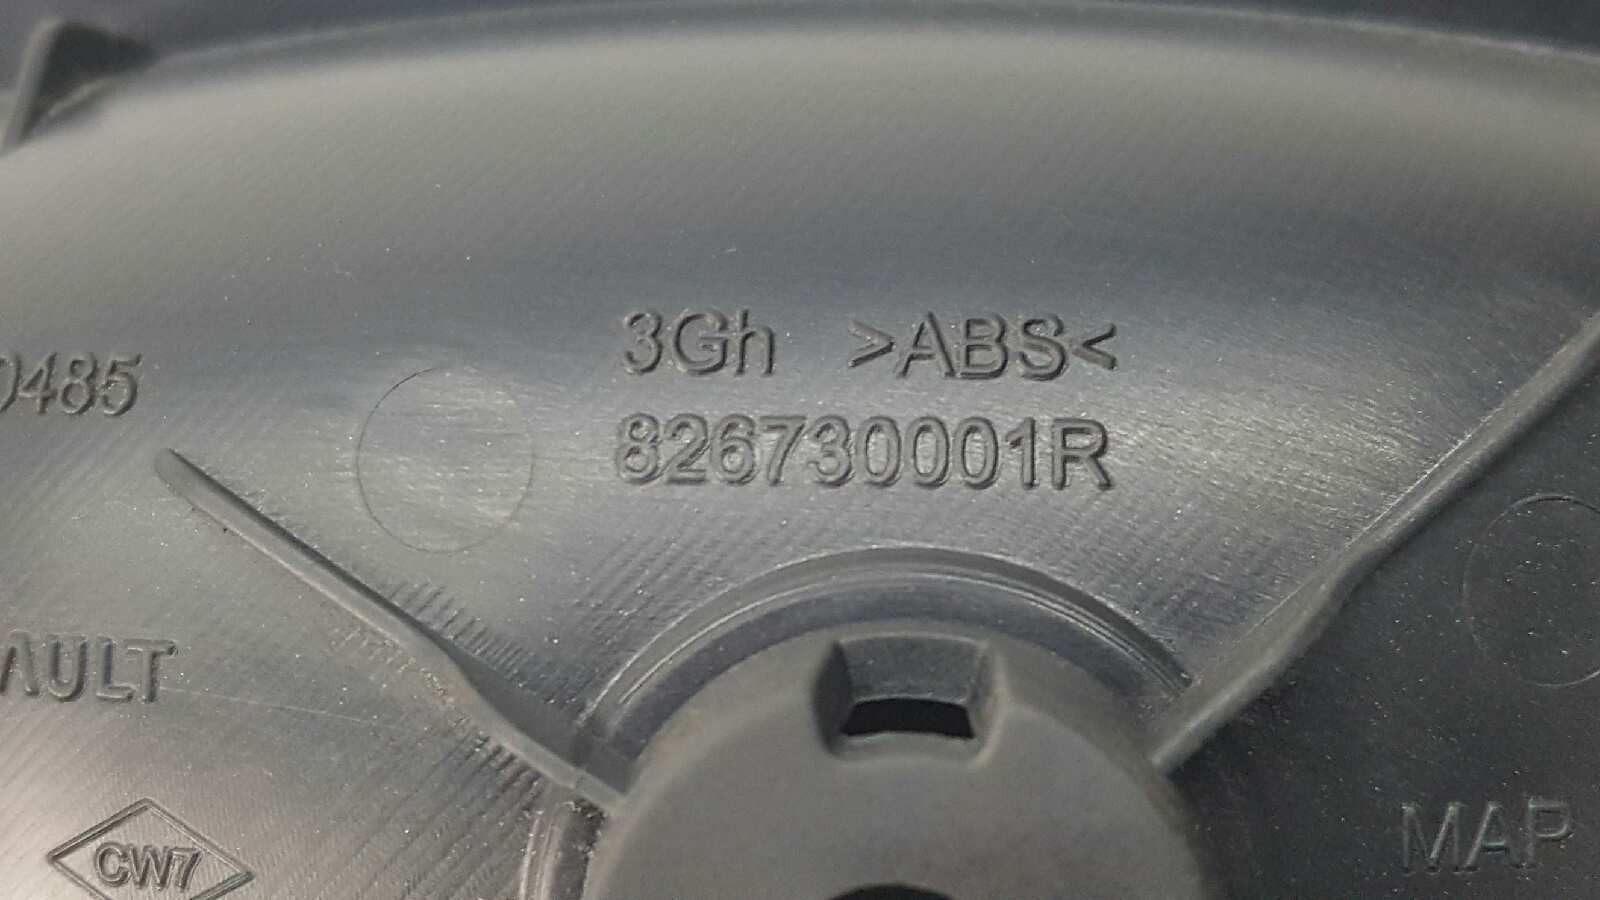 3Gh >ABS<
0485
826730001R
AULT
CW7
MAP